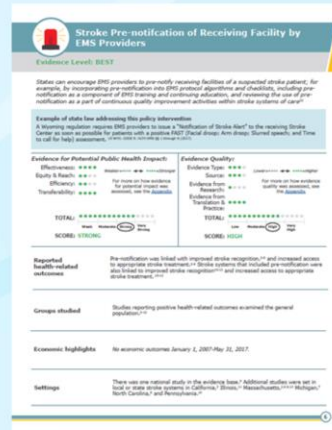 Stroke Pre-notifcation of Receiving Facility by
EMS Providers
Evidence Level: BEST
States can encourage EMS providers to pre-notify receiving facilities of a suspected stroke patient, for
example, by incorporating pre-notification into EMS protocol algorithms and checklists, including pre-
notification as a component of EMS training and continuing education, and reviewing the use of pre-
notification as a part of continuous quality improvement activities within stroke systems of care
Example of state law addressing this policy intervention
A Wyoming regulation requires EMS providers to issue a "Notification of Stroke Alert" to the receiving Stroke
Center as soon as possible for patients with a positive FAST (Facial droop; Arm droop; Slurred speech; and Time
to call for help) assessment.
Evidence for Potential Public Health Impact:
Effectiveness:
Equity & Reach:
Efficiency:
Transferability:
For more on how evidence
for potential impact was
assessed, see the Appendix
TOTAL:
Weak Moderate Strong Very
Strong
SCORE: STRONG
Evidence Quality:
Evidence Type:
Source:
Evidence from
Research:
Evidence from
Translation &
Practice:
For more on how evidence
quality was assessed, see
the Appendix
TOTAL:
Low Moderate High Very
High
SCORE: HIGH
Reported
health-related
outcomes
Pre-notification was linked with improved stroke recognition and increased access
to appropriate stroke treatment. Stroke systems that included pre-notification were
also linked to improved stroke recognition and increased access to appropriate
stroke treatment.
Groups studied
Studies reporting positive health-related outcomes examined the general
population.
Economic highlights
No economic outcomes January 1, 2007-May 31, 2017.
Settings
There was one national study in the evidence base. Additional studies were set in
local or state stroke systems in California, Illinois, Massachusetts, Michigan,
North Carolina, and Pennsylvania.